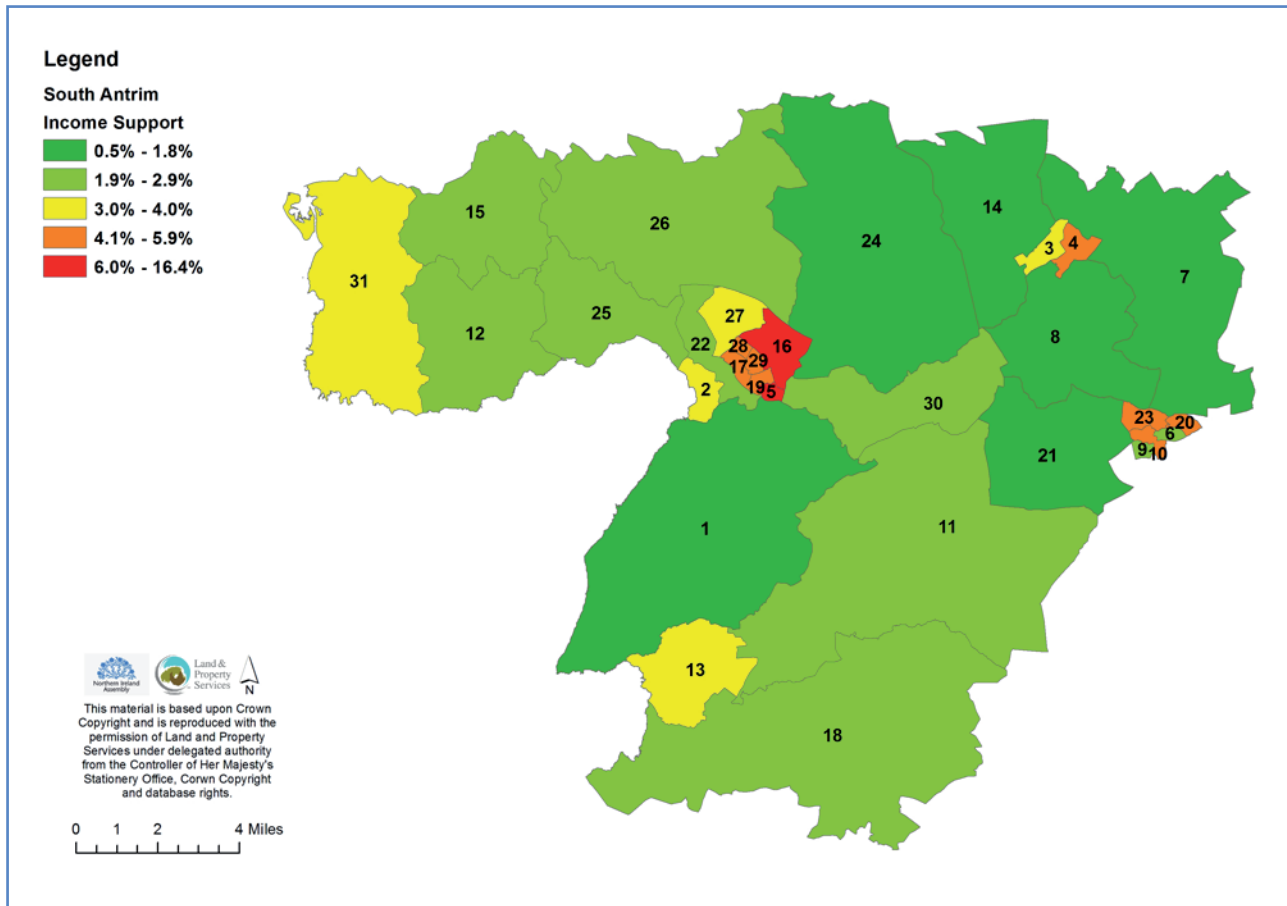 Legend
South Antrim
Income Support
0.5% - 1.8%
1.9% - 2.9%
3.0% - 4.0%
4.1% - 5.9%
6.0% - 16.4%
14
15
26
24
3
4
7
31
25
27
12
22
28
16
8
17
29
2
19
5
30
23
20
6
21
9
10
1
11
13
18
Northern Ireland
Assembly
Land &
Property
Services
N
This material is based upon Crown
Copyright and is reproduced with the
permission of Land and Property
Services under delegated authority
from the Controller of Her Majesty's
Stationery Office, Corwn Copyright
and database rights.
0 1 2 4 Miles